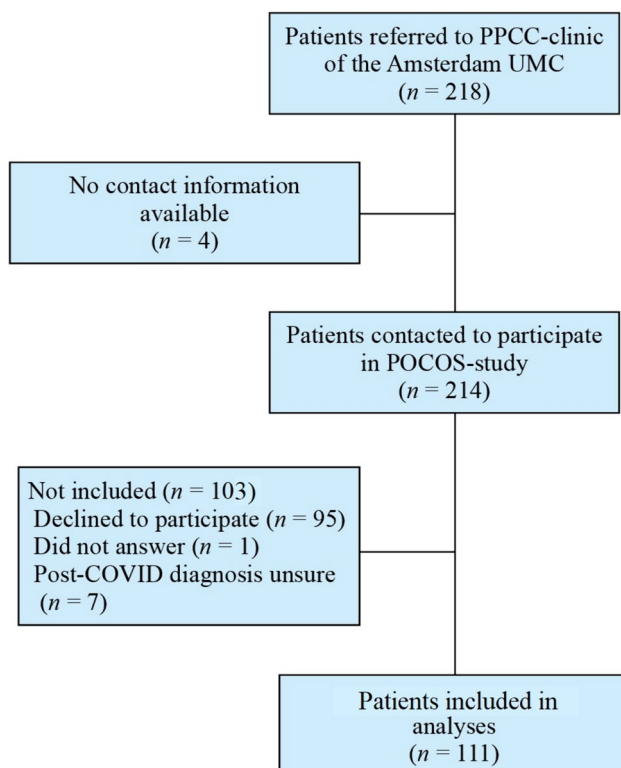 Patients referred to PPCC-clinic
of the Amsterdam UMC
(n = 218)
No contact information
available
(n = 4)
Patients contacted to participate
in POCOS-study
(n = 214)
Not included (n = 103)
Declined to participate (n = 95)
Did not answer (n = 1)
Post-COVID diagnosis unsure
(n = 7)
Patients included in
analyses
(n = 111)